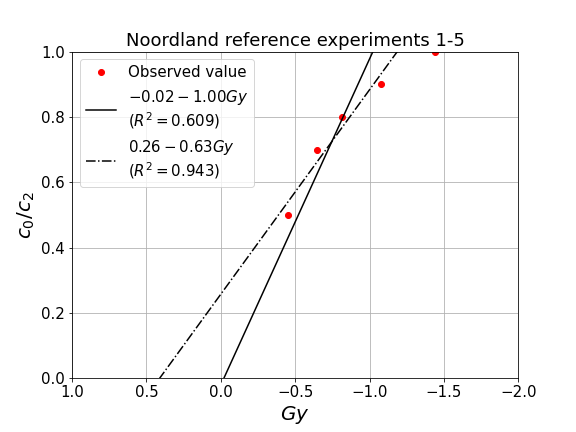 Noordland reference experiments 1-5
1.0
0.8
0.6
0.4
0.2
0.0
c₀/c₂
Observed value
−0.02 − 1.00Gy
(R² = 0.609)
0.26 − 0.63Gy
(R² = 0.943)
1.0 0.5 0.0 −0.5 −1.0 −1.5 −2.0
Gy